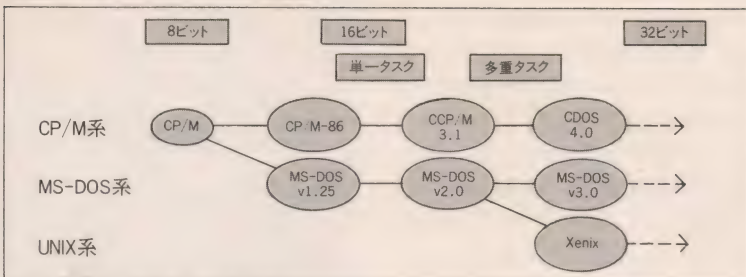 8ビット 16ビット 32ビット
単一タスク 多重タスク
CP/M系 CP/M CP/M-86 CCP/M 3.1 CDOS 4.0
MS-DOS系 MS-DOS v1.25 MS-DOS v2.0 MS-DOS v3.0
UNIX系 Xenix